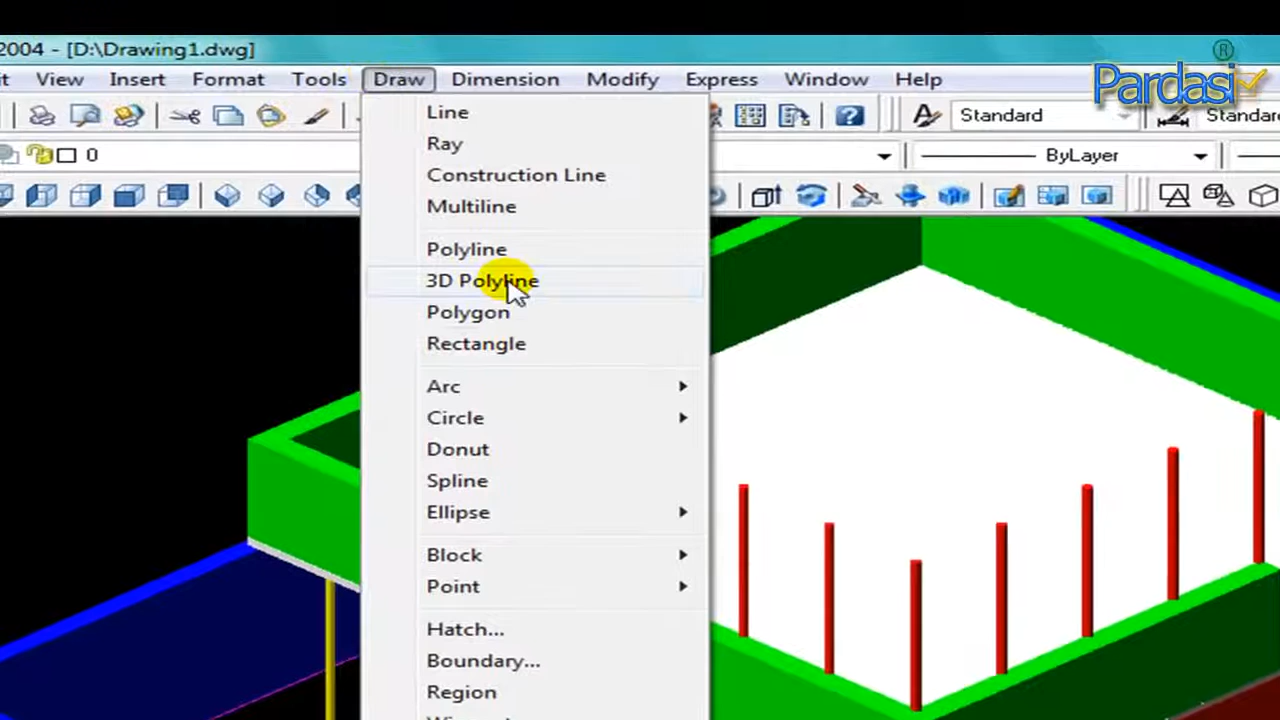 2004 - [D:\Drawing1.dwg]
®
Pardasi
View Insert Format Tools Draw Dimension Modify Express Window Help
Standard Standard
0 ByLayer
Line
Ray
Construction Line
Multiline
Polyline
3D Polyline
Polygon
Rectangle
Arc
Circle
Donut
Spline
Ellipse
Block
Point
Hatch...
Boundary...
Region